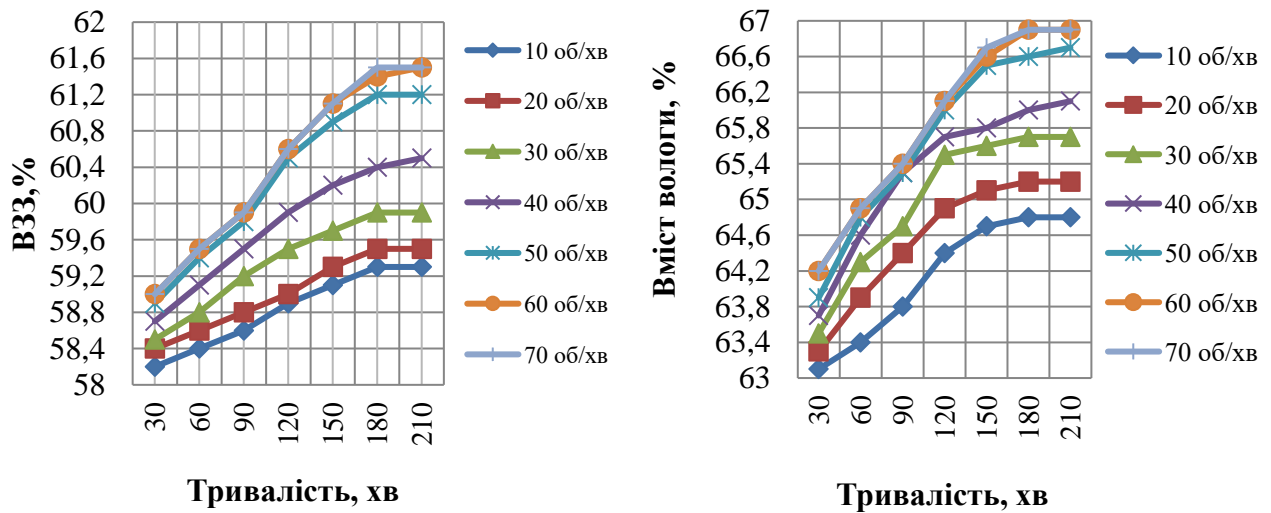 62
61,6
61,2
60,8
60,4
60
59,6
59,2
58,8
58,4
58
ВЗЗ,%
30 60 90 120 150 180 210
Тривалість, хв
10 об/хв
20 об/хв
30 об/хв
40 об/хв
50 об/хв
60 об/хв
70 об/хв
67
66,6
66,2
65,8
65,4
65
64,6
64,2
63,8
63,4
63
Вміст вологи, %
30 60 90 120 150 180 210
Тривалість, хв
10 об/хв
20 об/хв
30 об/хв
40 об/хв
50 об/хв
60 об/хв
70 об/хв